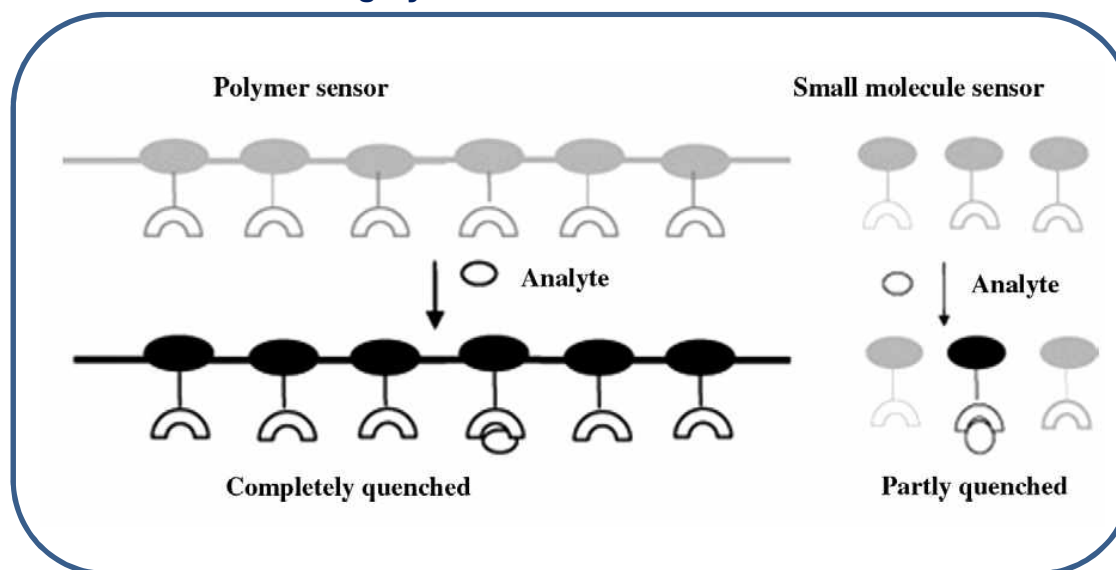 Polymer sensor
Small molecule sensor
Analyte
Analyte
Completely quenched
Partly quenched